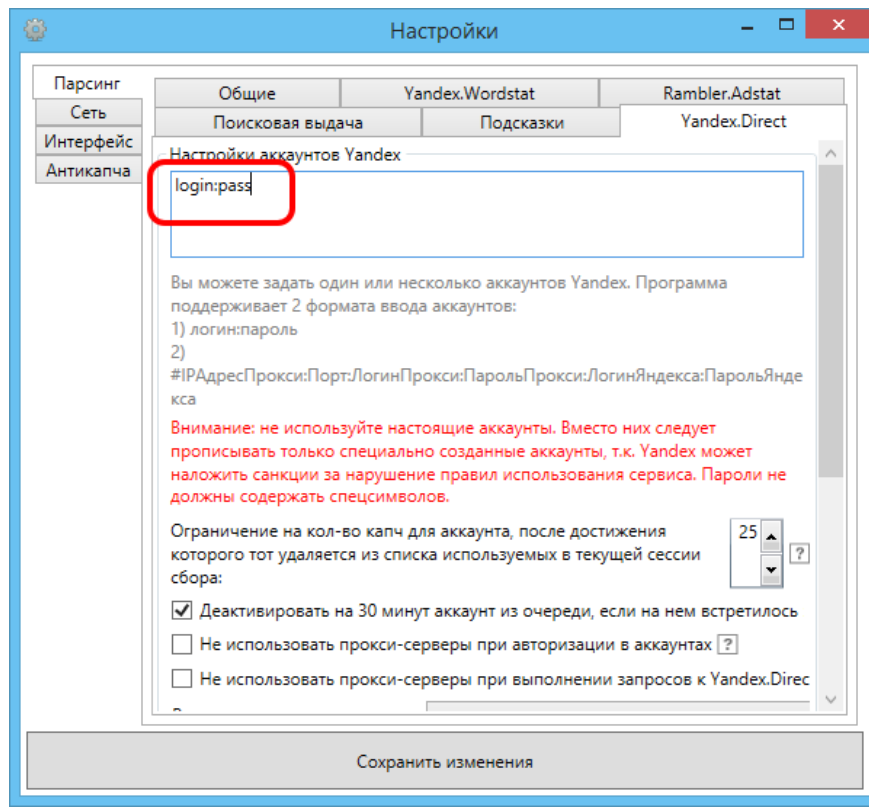 Настройки
Парсинг
Сеть
Интерфейс
Антикапча
Общие
Yandex.Wordstat
Rambler.Adstat
Поисковая выдача
Подсказки
Yandex.Direct
Настройки аккаунтов Yandex
login:pass
Вы можете задать один или несколько аккаунтов Yandex. Программа
поддерживает 2 формата ввода аккаунтов:
1) логин:пароль
2)
#IPАдресПрокси:Порт:ЛогинПрокси:ПарольПрокси:ЛогинЯндекса:ПарольЯнде
кса
Внимание: не используйте настоящие аккаунты. Вместо них следует
прописывать только специально созданные аккаунты, т.к. Yandex может
наложить санкции за нарушение правил использования сервиса. Пароли не
должны содержать спецсимволов.
Ограничение на кол-во капч для аккаунта, после достижения
которого тот удаляется из списка используемых в текущей сессии
сбора:
25
?
Деактивировать на 30 минут аккаунт из очереди, если на нем встретилось
Не использовать прокси-серверы при авторизации в аккаунтах ?
Не использовать прокси-серверы при выполнении запросов к Yandex.Direc
Сохранить изменения